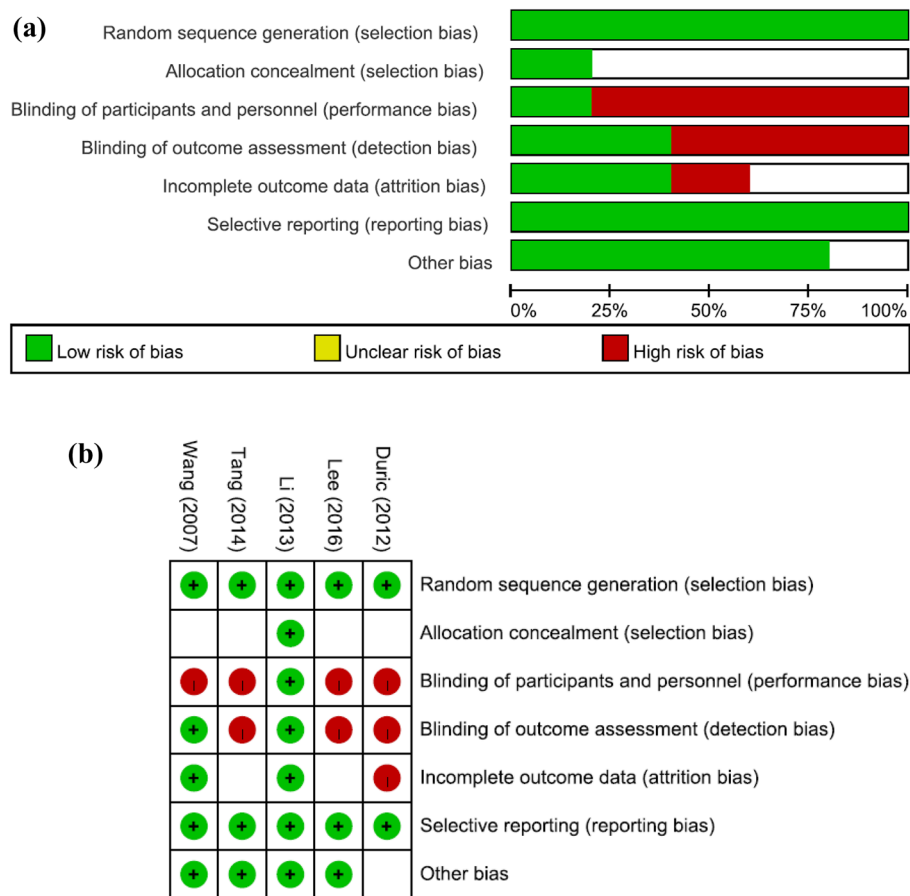 (a)
Random sequence generation (selection bias)
Allocation concealment (selection bias)
Blinding of participants and personnel (performance bias)
Blinding of outcome assessment (detection bias)
Incomplete outcome data (attrition bias)
Selective reporting (reporting bias)
Other bias
0% 25% 50% 75% 100%
Low risk of bias Unclear risk of bias High risk of bias
(b)
Wang (2007)
Tang (2014)
Li (2013)
Lee (2016)
Duric (2012)
+ + + + + Random sequence generation (selection bias)
+ Allocation concealment (selection bias)
+ Blinding of participants and personnel (performance bias)
+ + Blinding of outcome assessment (detection bias)
+ + Incomplete outcome data (attrition bias)
+ + + + + Selective reporting (reporting bias)
+ + + + Other bias